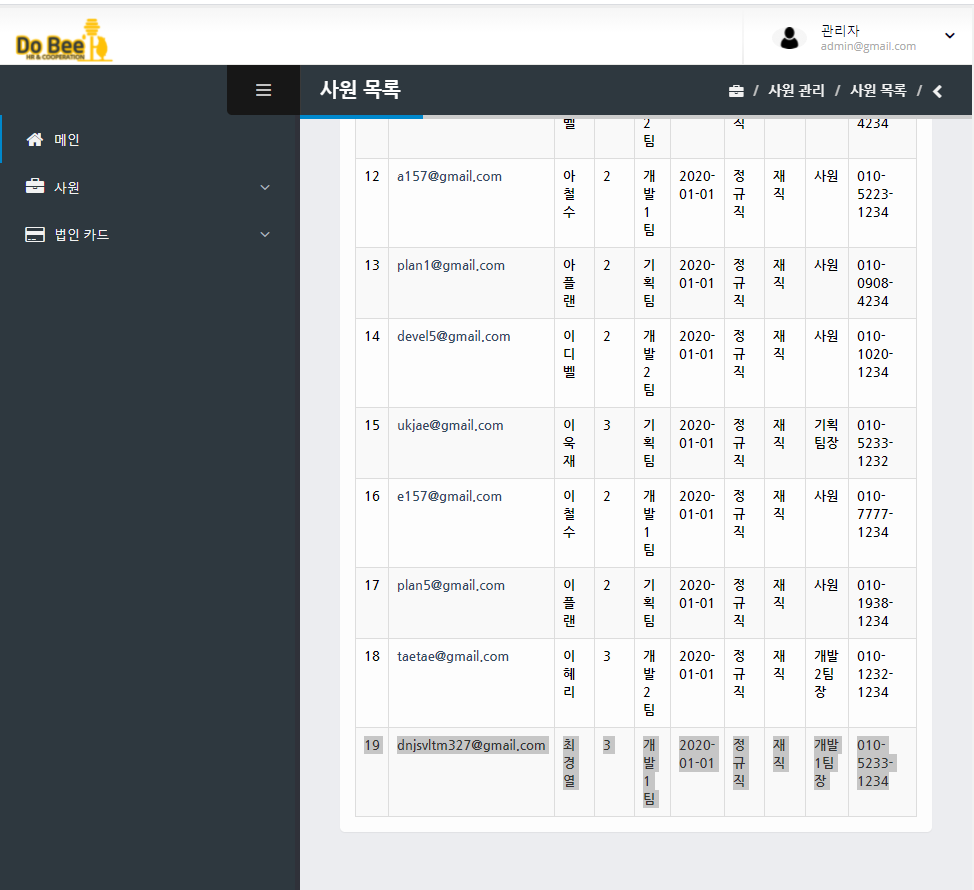 Do Bee
HR & COOPERATION
관리자
admin@gmail.com
사원 목록
/ 사원 관리 / 사원 목록 /
메인
사원
법인 카드
벨 2 직 4234
팀
12 a157@gmail.com 아 2 개 2020- 정 재 사원 010-
철 발 01-01 규 직 5223-
수 1 직 1234
팀
13 plan1@gmail.com 아 2 기 2020- 정 재 사원 010-
플 획 01-01 규 직 0908-
랜 팀 직 4234
14 devel5@gmail.com 이 2 개 2020- 정 재 사원 010-
디 발 01-01 규 직 1020-
벨 2 직 1234
팀
15 ukjae@gmail.com 이 3 기 2020- 정 재 기획 010-
욱 획 01-01 규 직 팀장 5233-
재 팀 직 1232
16 e157@gmail.com 이 2 개 2020- 정 재 사원 010-
철 발 01-01 규 직 7777-
수 1 직 1234
팀
17 plan5@gmail.com 이 2 기 2020- 정 재 사원 010-
플 획 01-01 규 직 1938-
랜 팀 직 1234
18 taetae@gmail.com 이 3 개 2020- 정 재 개발 010-
혜 발 01-01 규 직 2팀 1232-
리 2 직 장 1234
팀
19 dnjsvltm327@gmail.com 최 3 개 2020- 정 재 개발 010-
경 발 01-01 규 직 1팀 5233-
열 1 직 장 1234
팀